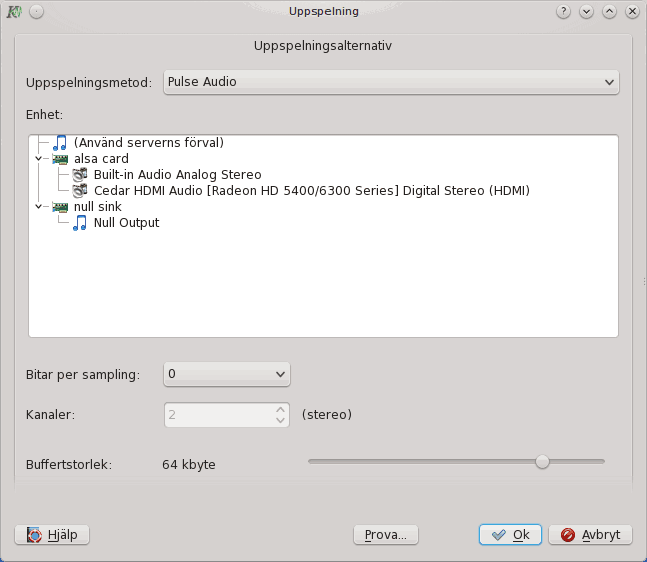 Uppspelning
Uppspelningsalternativ
Uppspelningsmetod: Pulse Audio
Enhet:
(Använd serverns förval)
alsa card
Built-in Audio Analog Stereo
Cedar HDMI Audio [Radeon HD 5400/6300 Series] Digital Stereo (HDMI)
null sink
Null Output
Bitar per sampling: 0
Kanaler: 2 (stereo)
Buffertstorlek: 64 kbyte
Hjälp Prova... Ok Avbryt